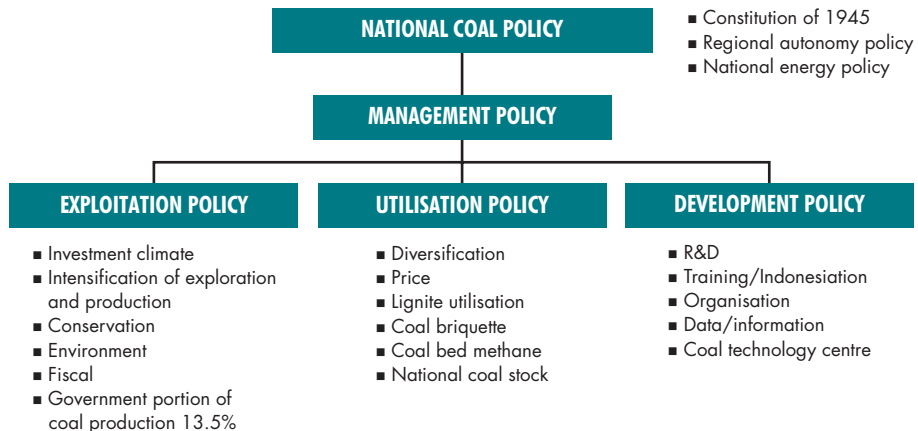 NATIONAL COAL POLICY
■ Constitution of 1945
■ Regional autonomy policy
■ National energy policy
MANAGEMENT POLICY
EXPLOITATION POLICY
■ Investment climate
■ Intensification of exploration
and production
■ Conservation
■ Environment
■ Fiscal
■ Government portion of
coal production 13.5%
UTILISATION POLICY
■ Diversification
■ Price
■ Lignite utilisation
■ Coal briquette
■ Coal bed methane
■ National coal stock
DEVELOPMENT POLICY
■ R&D
■ Training/Indonesiation
■ Organisation
■ Data/information
■ Coal technology centre